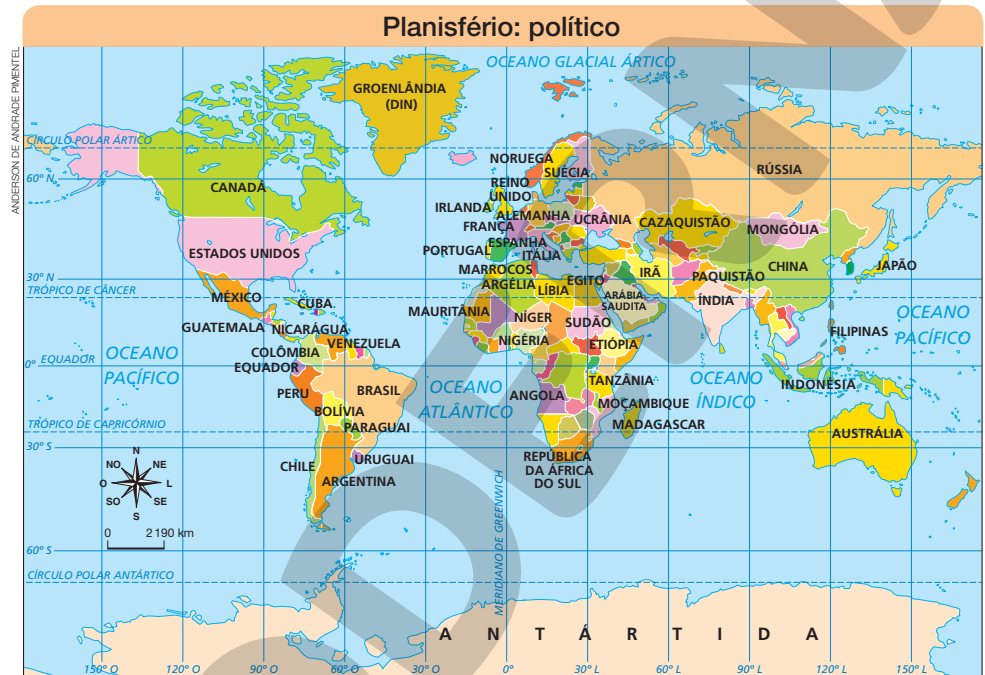 Planisfério: político
ANDERSON DE ANDRADE PIMENTEL
OCEANO GLACIAL ÁRTICO
GROENLÂNDIA
(DIN)
CÍRCULO POLAR ÁRTICO
NORUEGA
SUÉCIA
RÚSSIA
60° N
CANADÁ
REINO
UNIDO
IRLANDA
ALEMANHA
UCRÂNIA
CAZAQUISTÃO
MONGÓLIA
FRANÇA
ESTADOS UNIDOS
PORTUGAL
ESPANHA
ITÁLIA
CHINA
JAPÃO
MARROCOS
IRÃ
PAQUISTÃO
30° N
ARGÉLIA
LÍBIA
EGITO
TRÓPICO DE CÂNCER
MÉXICO
CUBA
ARÁBIA
SAUDITA
ÍNDIA
MAURITÂNIA
NÍGER
SUDÃO
OCEANO
PACÍFICO
GUATEMALA
NICARÁGUA
FILIPINAS
VENEZUELA
NIGÉRIA
ETIÓPIA
COLÔMBIA
0°
EQUADOR
OCEANO
PACÍFICO
EQUADOR
PERU
BRASIL
OCEANO
ATLÂNTICO
ANGOLA
TANZÂNIA
OCEANO
ÍNDICO
INDONÉSIA
MOÇAMBIQUE
BOLÍVIA
MADAGASCAR
TRÓPICO DE CAPRICÓRNIO
PARAGUAI
AUSTRÁLIA
30° S
CHILE
URUGUAI
REPÚBLICA
DA ÁFRICA
DO SUL
ARGENTINA
N
NO NE
O L
SO SE
S
0 2 190 km
MERIDIANO DE GREENWICH
60° S
CÍRCULO POLAR ANTÁRTICO
ANTÁRTIDA
150° O 120° O 90° O 60° O 30° O 0° 30° L 60° L 90° L 120° L 150° L